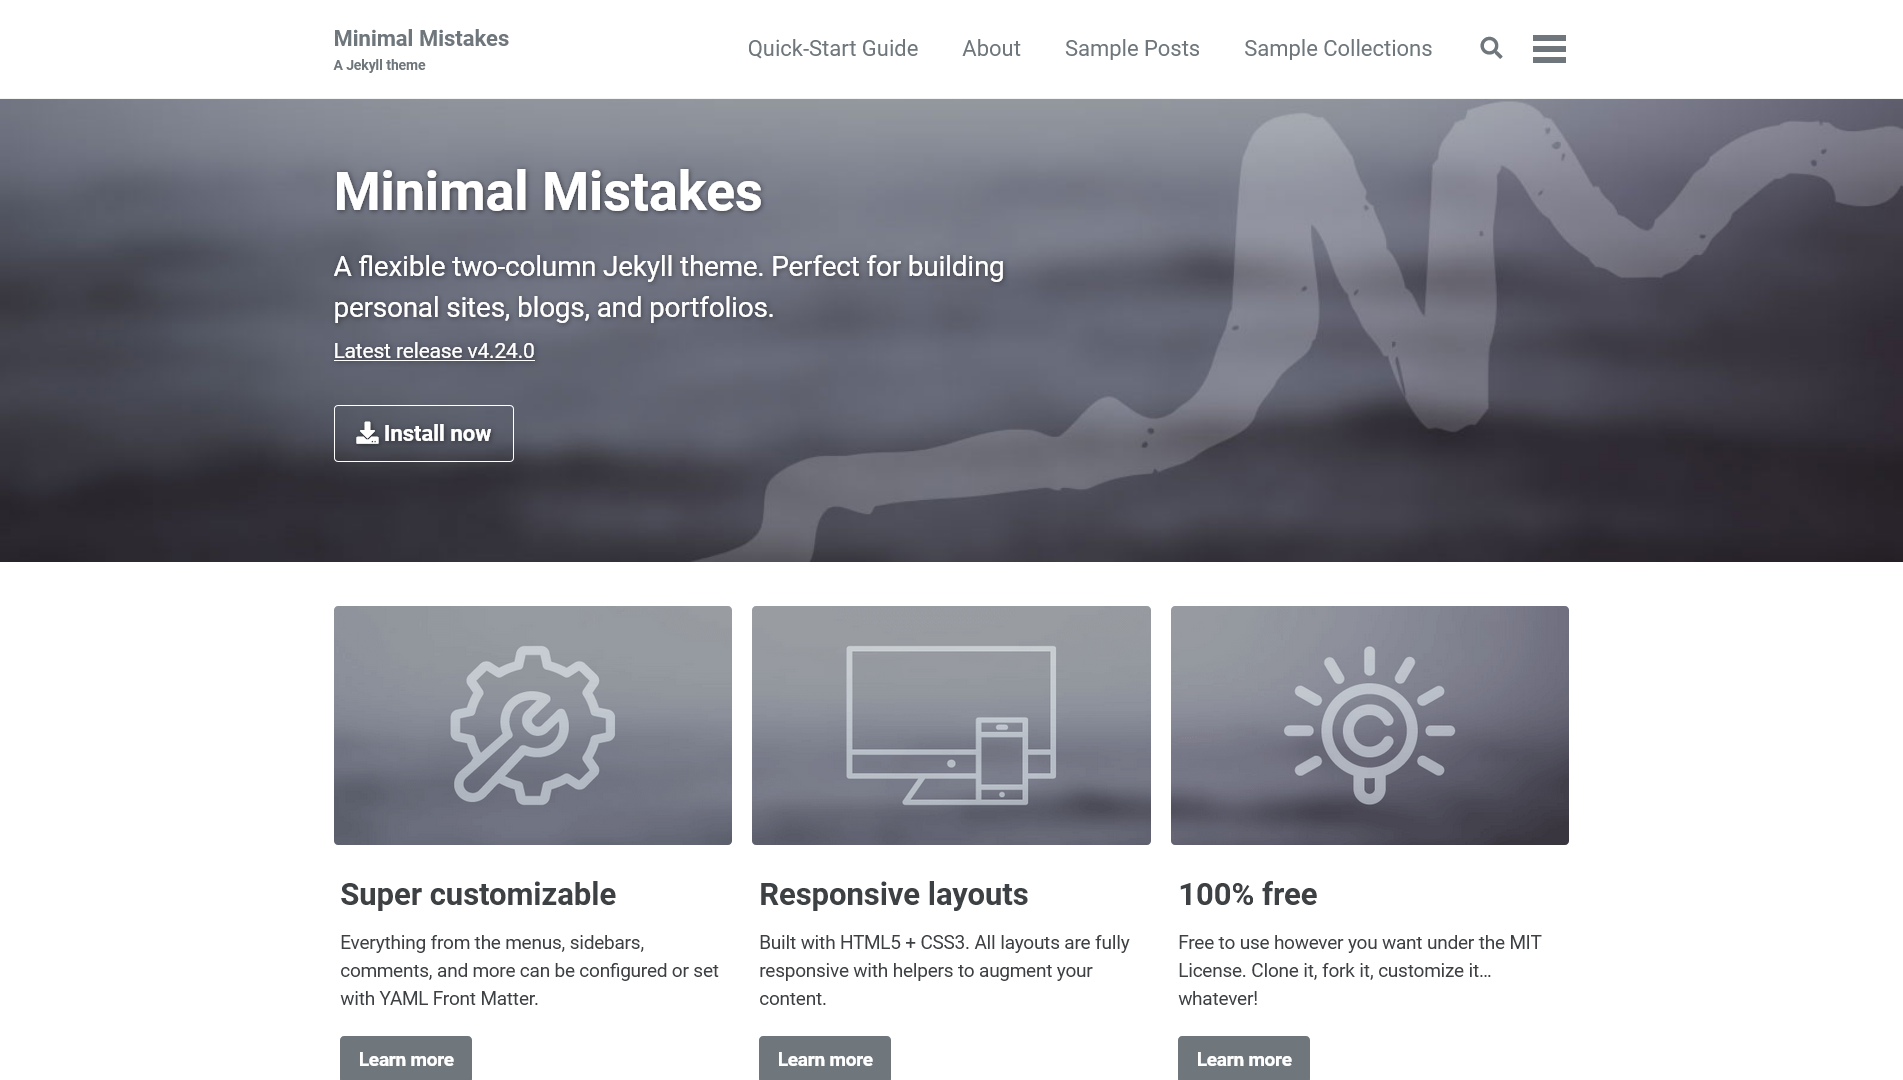 Minimal Mistakes
A Jekyll theme
Quick-Start Guide
About
Sample Posts
Sample Collections
Minimal Mistakes
A flexible two-column Jekyll theme. Perfect for building
personal sites, blogs, and portfolios.
Latest release v4.24.0
Install now
Super customizable
Everything from the menus, sidebars,
comments, and more can be configured or set
with YAML Front Matter.
Learn more
Responsive layouts
Built with HTML5 + CSS3. All layouts are fully
responsive with helpers to augment your
content.
Learn more
100% free
Free to use however you want under the MIT
License. Clone it, fork it, customize it…
whatever!
Learn more